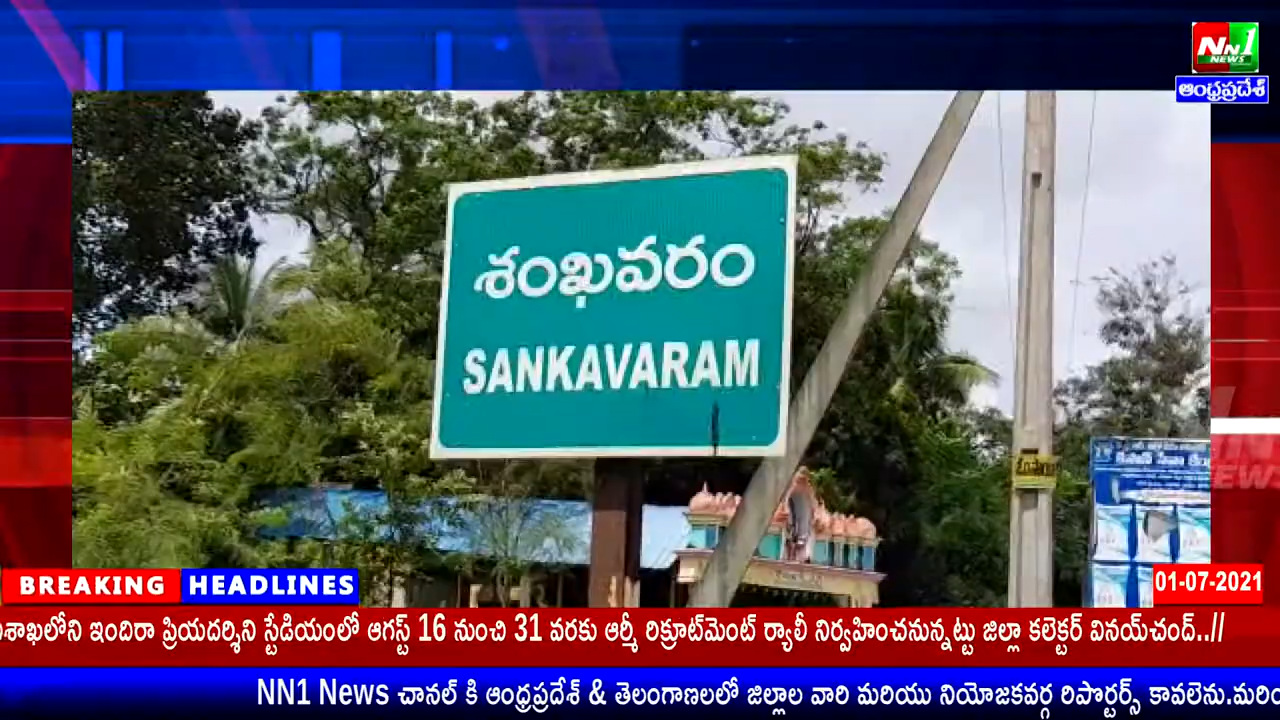 NN1
NEWS
ఆంధ్రప్రదేశ్
శంఖవరం
SANKAVARAM
BREAKING HEADLINES
01-07-2021
శాఖలోని ఇందిరా ప్రియదర్శిని స్టేడియంలో ఆగస్ట్ 16 నుంచి 31 వరకు ఆర్మీ రిక్రూట్‌మెంట్ ర్యాలీ నిర్వహించనున్నట్టు జిల్లా కలెక్టర్ వినయ్‌చంద్..//
NN1 News చానల్ కి ఆంధ్రప్రదేశ్ & తెలంగాణలలో జిల్లాల వారి మరియు నియోజకవర్గ రిపోర్టర్స్ కావలెను.మరిం